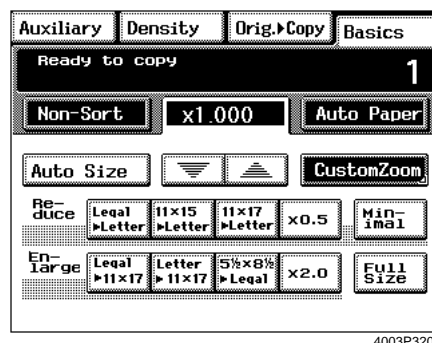 Auxiliary Density Orig.▶Copy Basics
Ready to copy
1
Non-Sort x1.000 Auto Paper
Auto Size CustomZoom
Re-
duce
Legal
▶Letter
11×15
▶Letter
11×17
▶Letter
×0.5
Min-
imal
En-
large
Legal
▶11×17
Letter
▶11×17
5½×8½
▶Legal
×2.0
Full
Size
4003P320